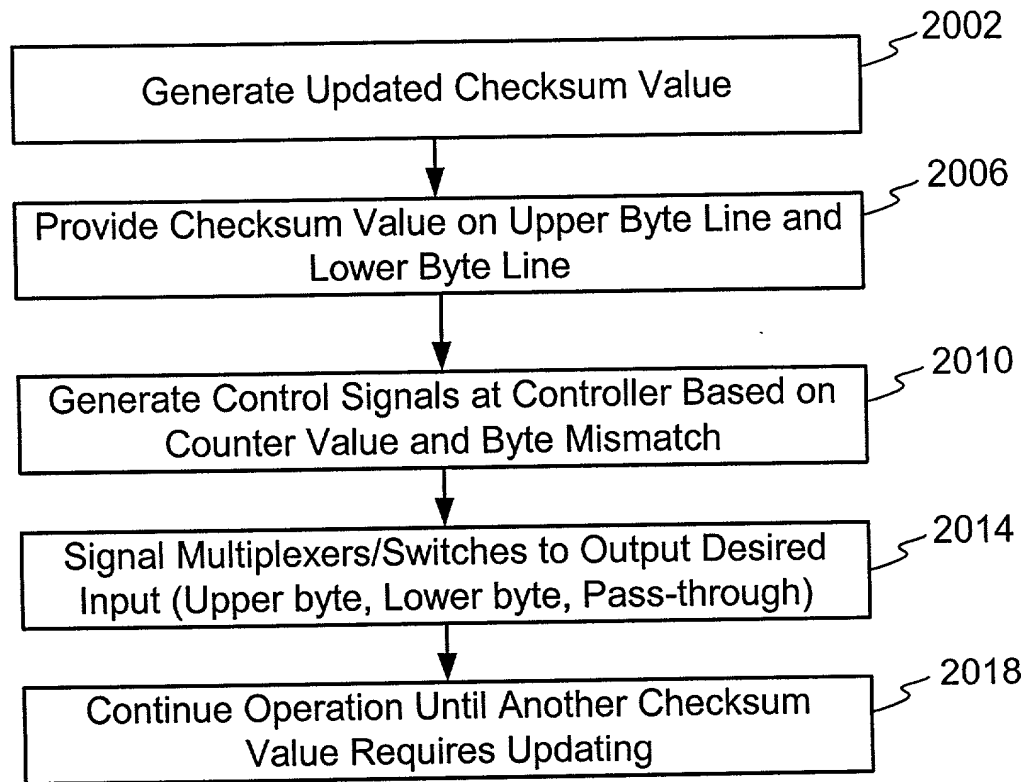 2002
Generate Updated Checksum Value
2006
Provide Checksum Value on Upper Byte Line and
Lower Byte Line
2010
Generate Control Signals at Controller Based on
Counter Value and Byte Mismatch
2014
Signal Multiplexers/Switches to Output Desired
Input (Upper byte, Lower byte, Pass-through)
2018
Continue Operation Until Another Checksum
Value Requires Updating